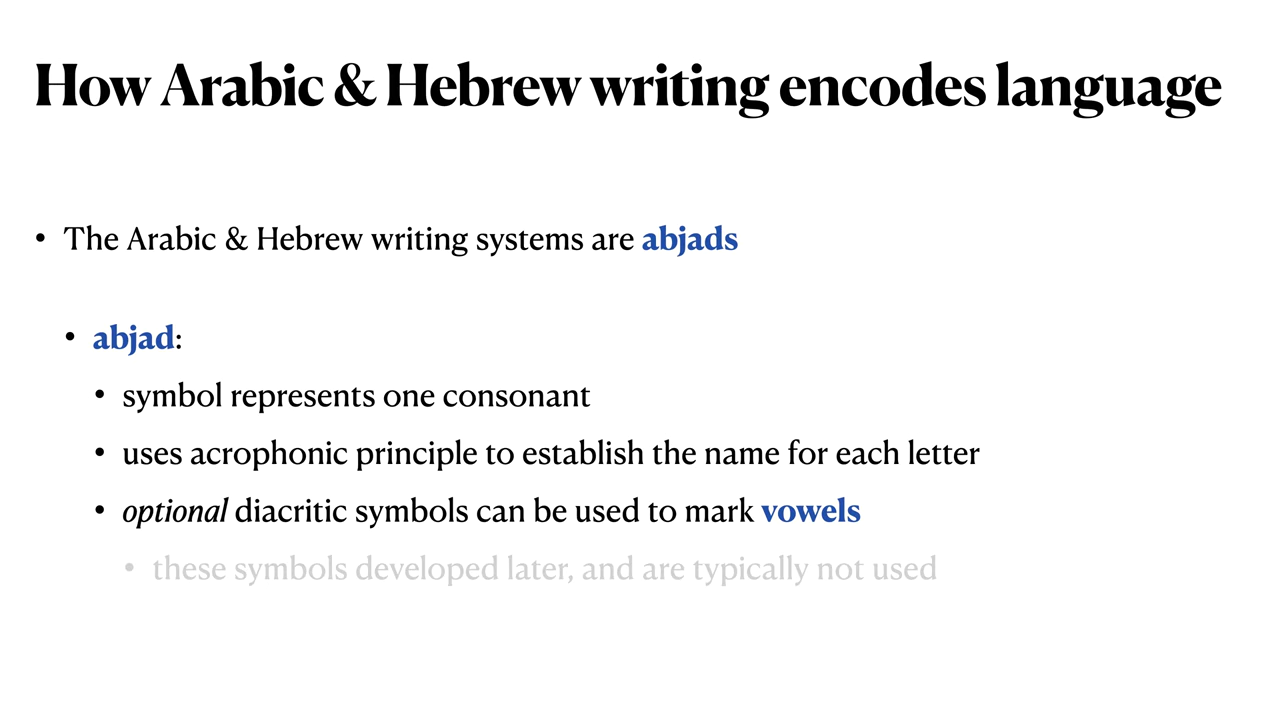 How Arabic & Hebrew writing encodes language
• The Arabic & Hebrew writing systems are abjads
• abjad:
• symbol represents one consonant
• uses acrophonic principle to establish the name for each letter
• optional diacritic symbols can be used to mark vowels
• these symbols developed later, and are typically not used